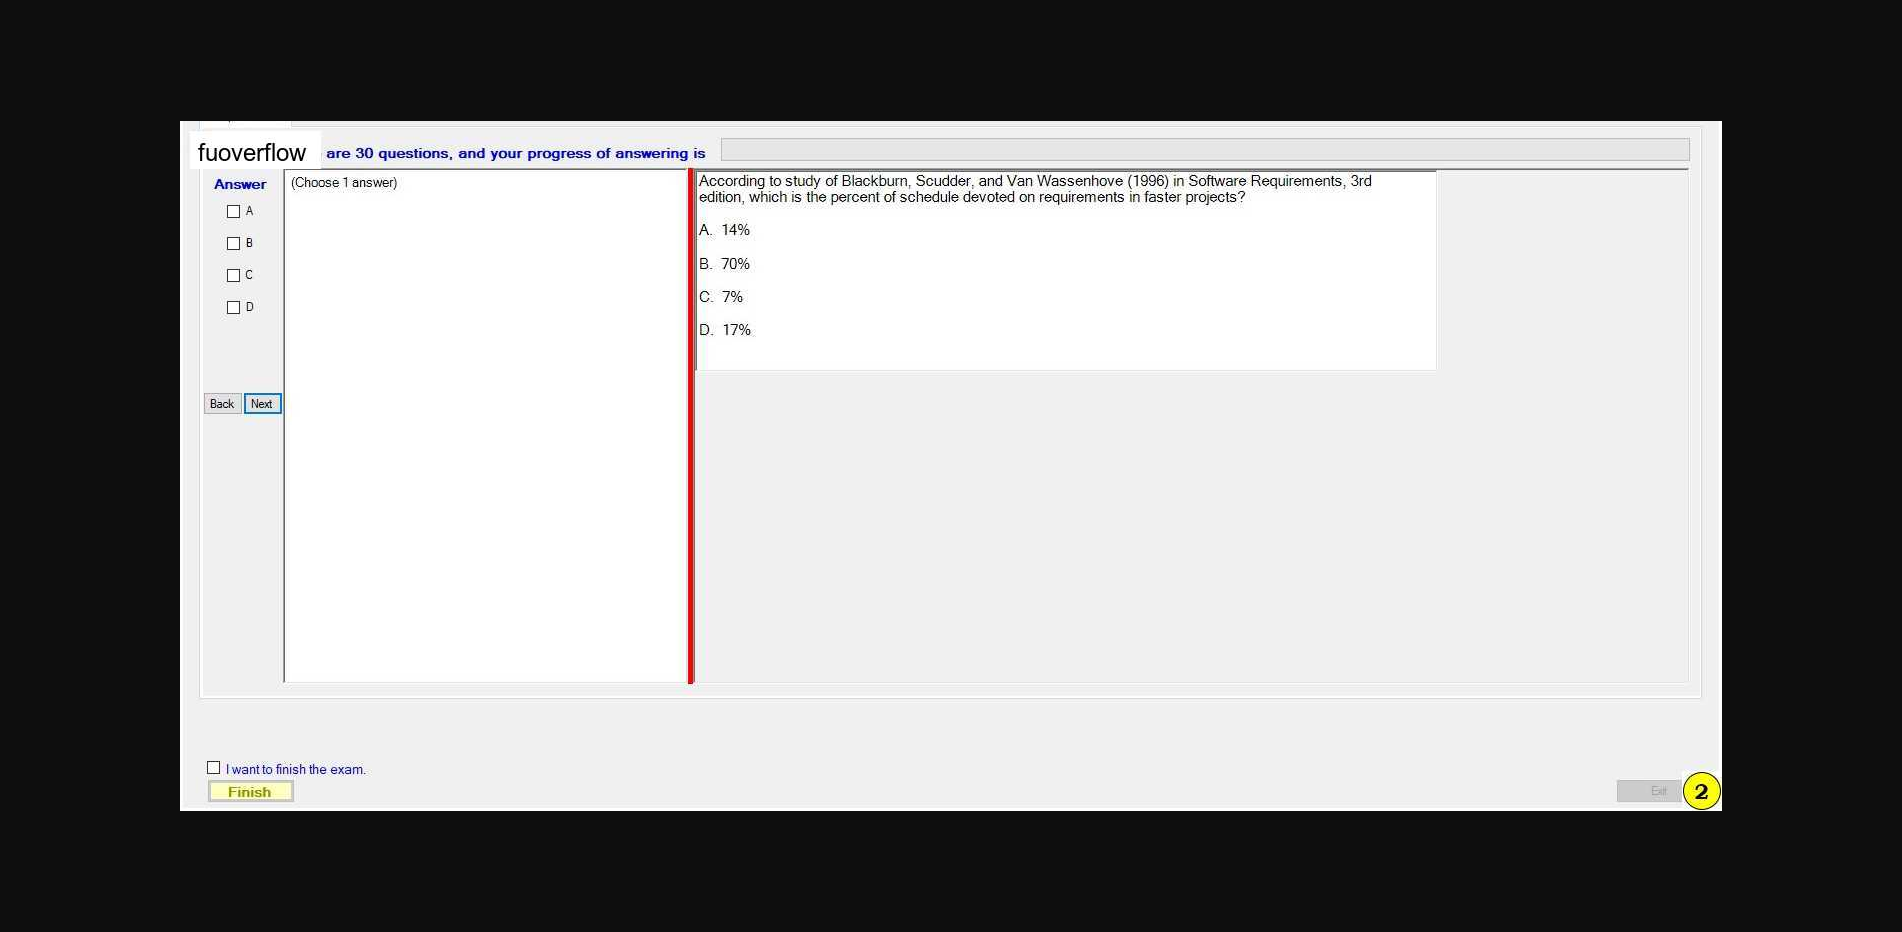 fuoverflow are 30 questions, and your progress of answering is
Answer
A
B
C
D
Back Next
(Choose 1 answer)
According to study of Blackburn, Scudder, and Van Wassenhove (1996) in Software Requirements, 3rd
edition, which is the percent of schedule devoted on requirements in faster projects?
A. 14%
B. 70%
C. 7%
D. 17%
I want to finish the exam.
Finish
Exit
2